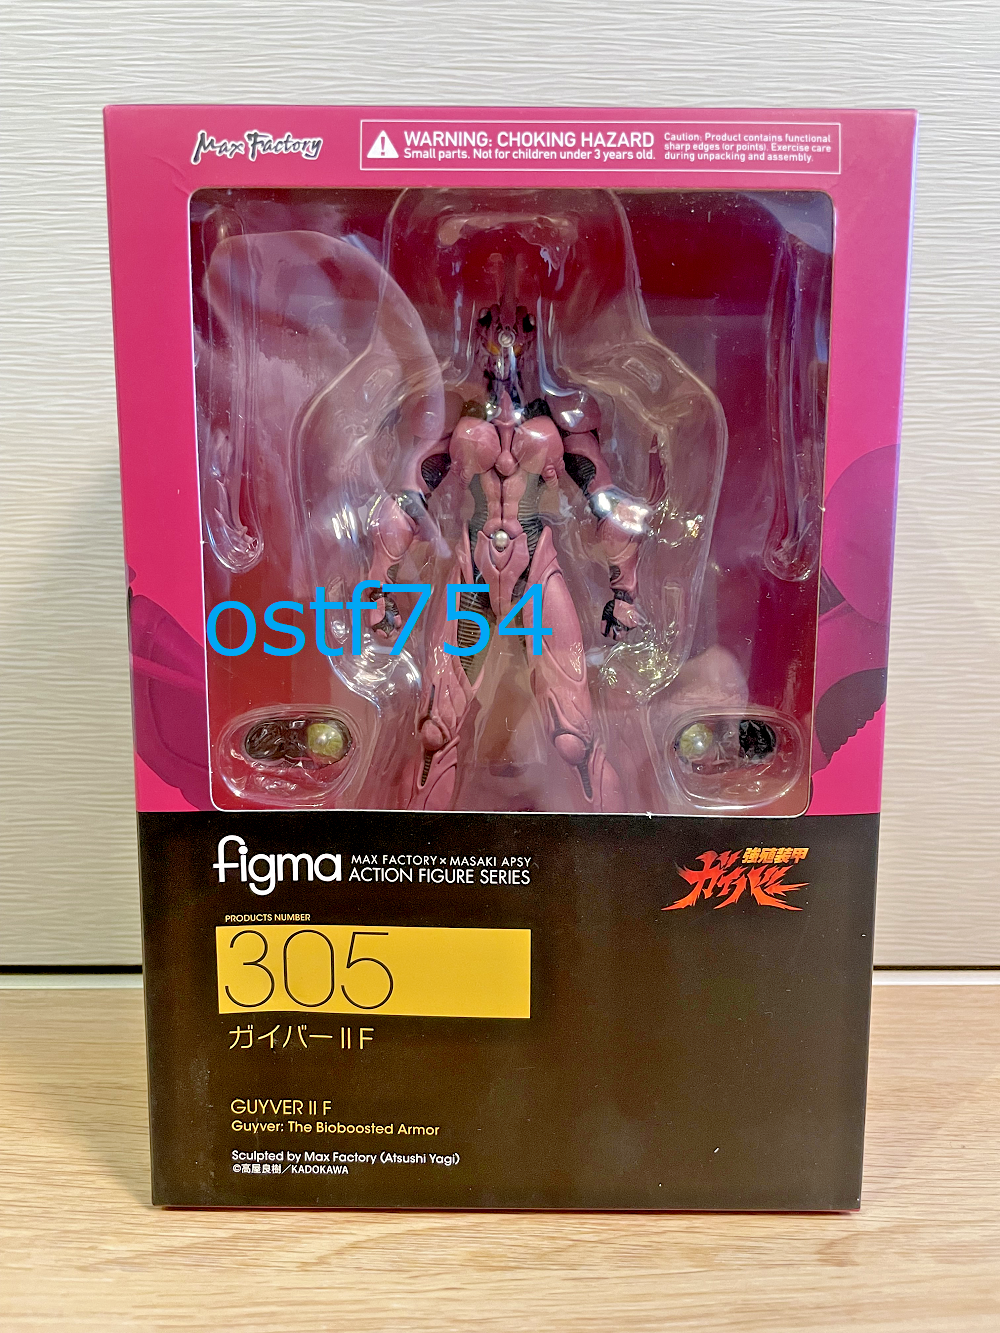 Max Factory
WARNING: CHOKING HAZARD
Small parts. Not for children under 3 years old.
Caution: Product contains functional
sharp edges (or points). Exercise care
during unpacking and assembly.
ostf754
figma
MAX FACTORY × MASAKI APSY
ACTION FIGURE SERIES
強殖装甲
ガイバー
PRODUCTS NUMBER
305
ガイバーII F
GUYVER II F
Guyver: The Bioboosted Armor
Sculpted by Max Factory (Atsushi Yagi)
©高屋良樹／KADOKAWA